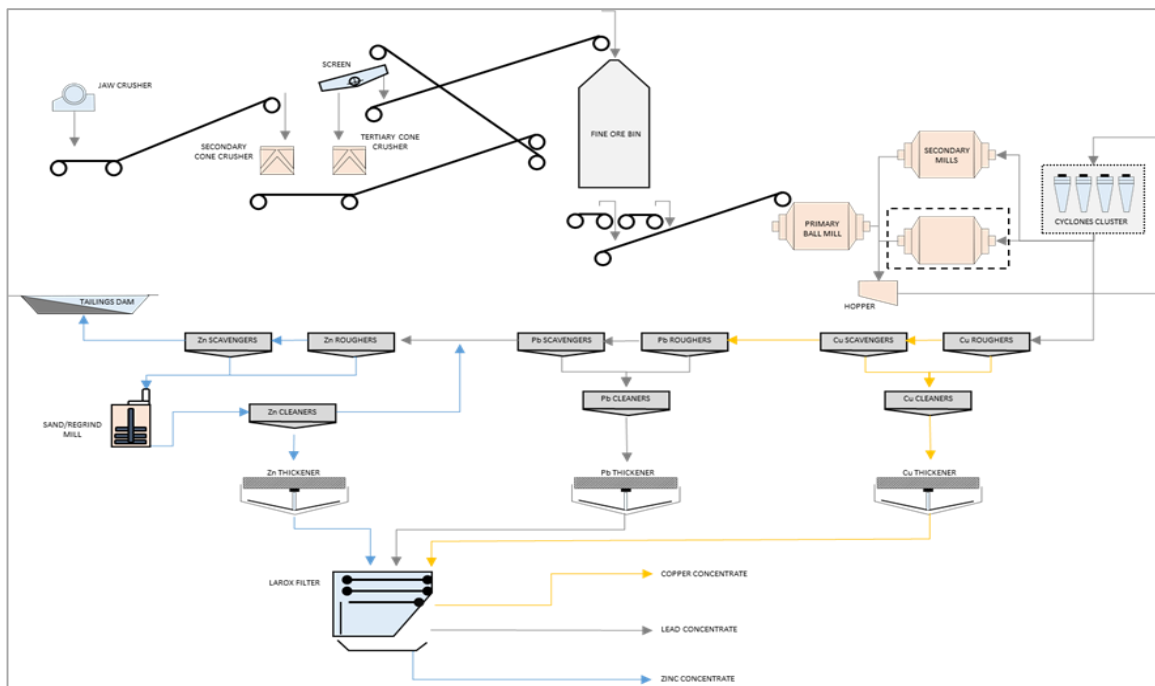 SCREEN
JAW CRUSHER
SECONDARY
CONE CRUSHER
TERTIARY CONE
CRUSHER
FINE ORE BIN
SECONDARY
MILLS
PRIMARY
BALL MILL
CYCLONES CLUSTER
HOPPER
TAILINGS DAM
Zn SCAVENGERS
Zn ROUGHERS
Pb SCAVENGERS
Pb ROUGHERS
Cu SCAVENGERS
Cu ROUGHERS
SAND/REGRIND
MILL
Zn CLEANERS
Pb CLEANERS
Cu CLEANERS
Zn THICKENER
Pb THICKENER
Cu THICKENER
LAROX FILTER
COPPER CONCENTRATE
LEAD CONCENTRATE
ZINC CONCENTRATE